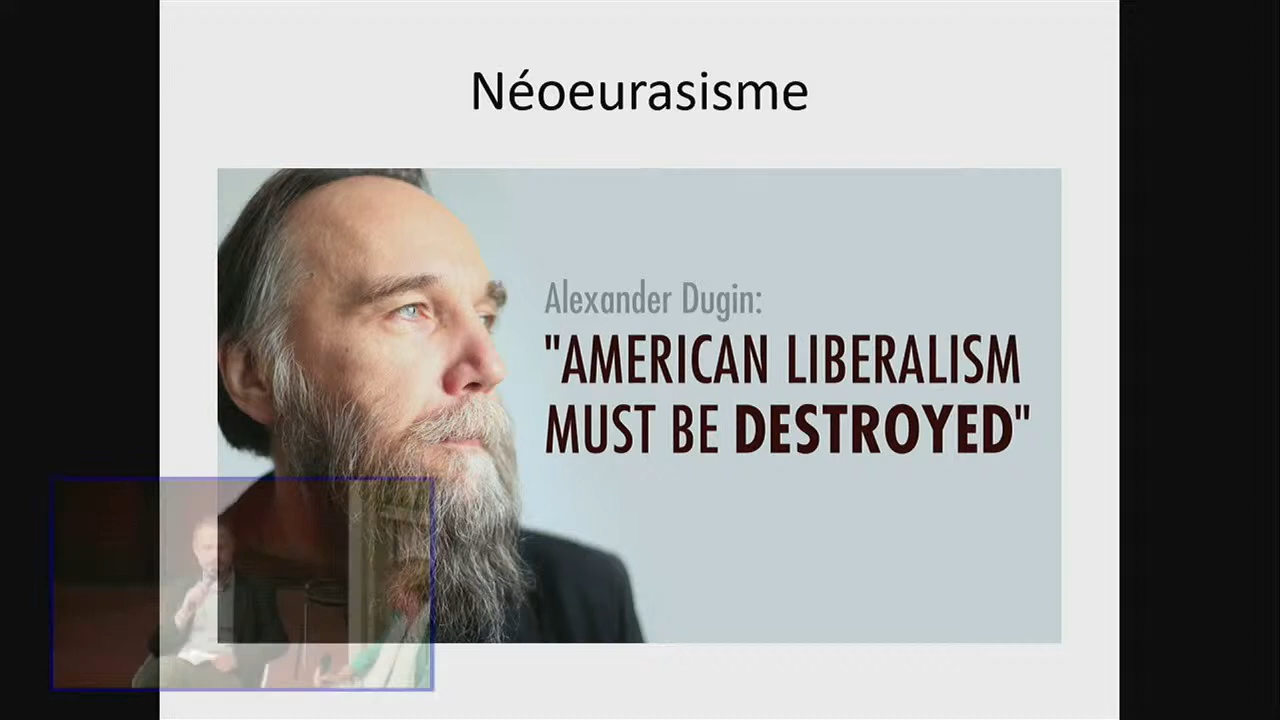 Néoeurasisme
Alexander Dugin:
"AMERICAN LIBERALISM
MUST BE DESTROYED"